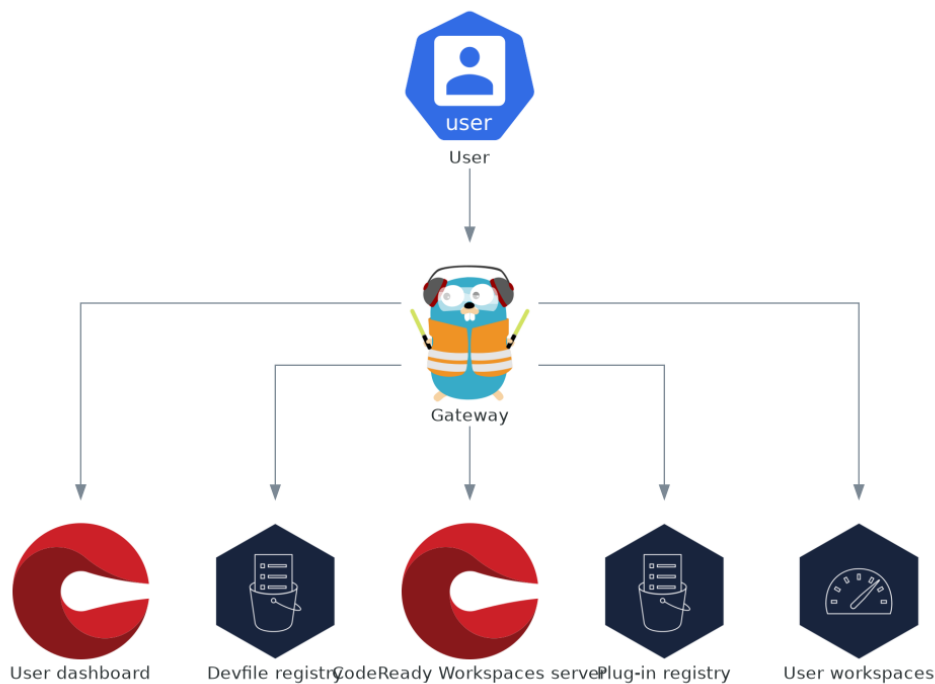 user
User
Gateway
User dashboard
Devfile registry
CodeReady Workspaces server
Plug-in registry
User workspaces